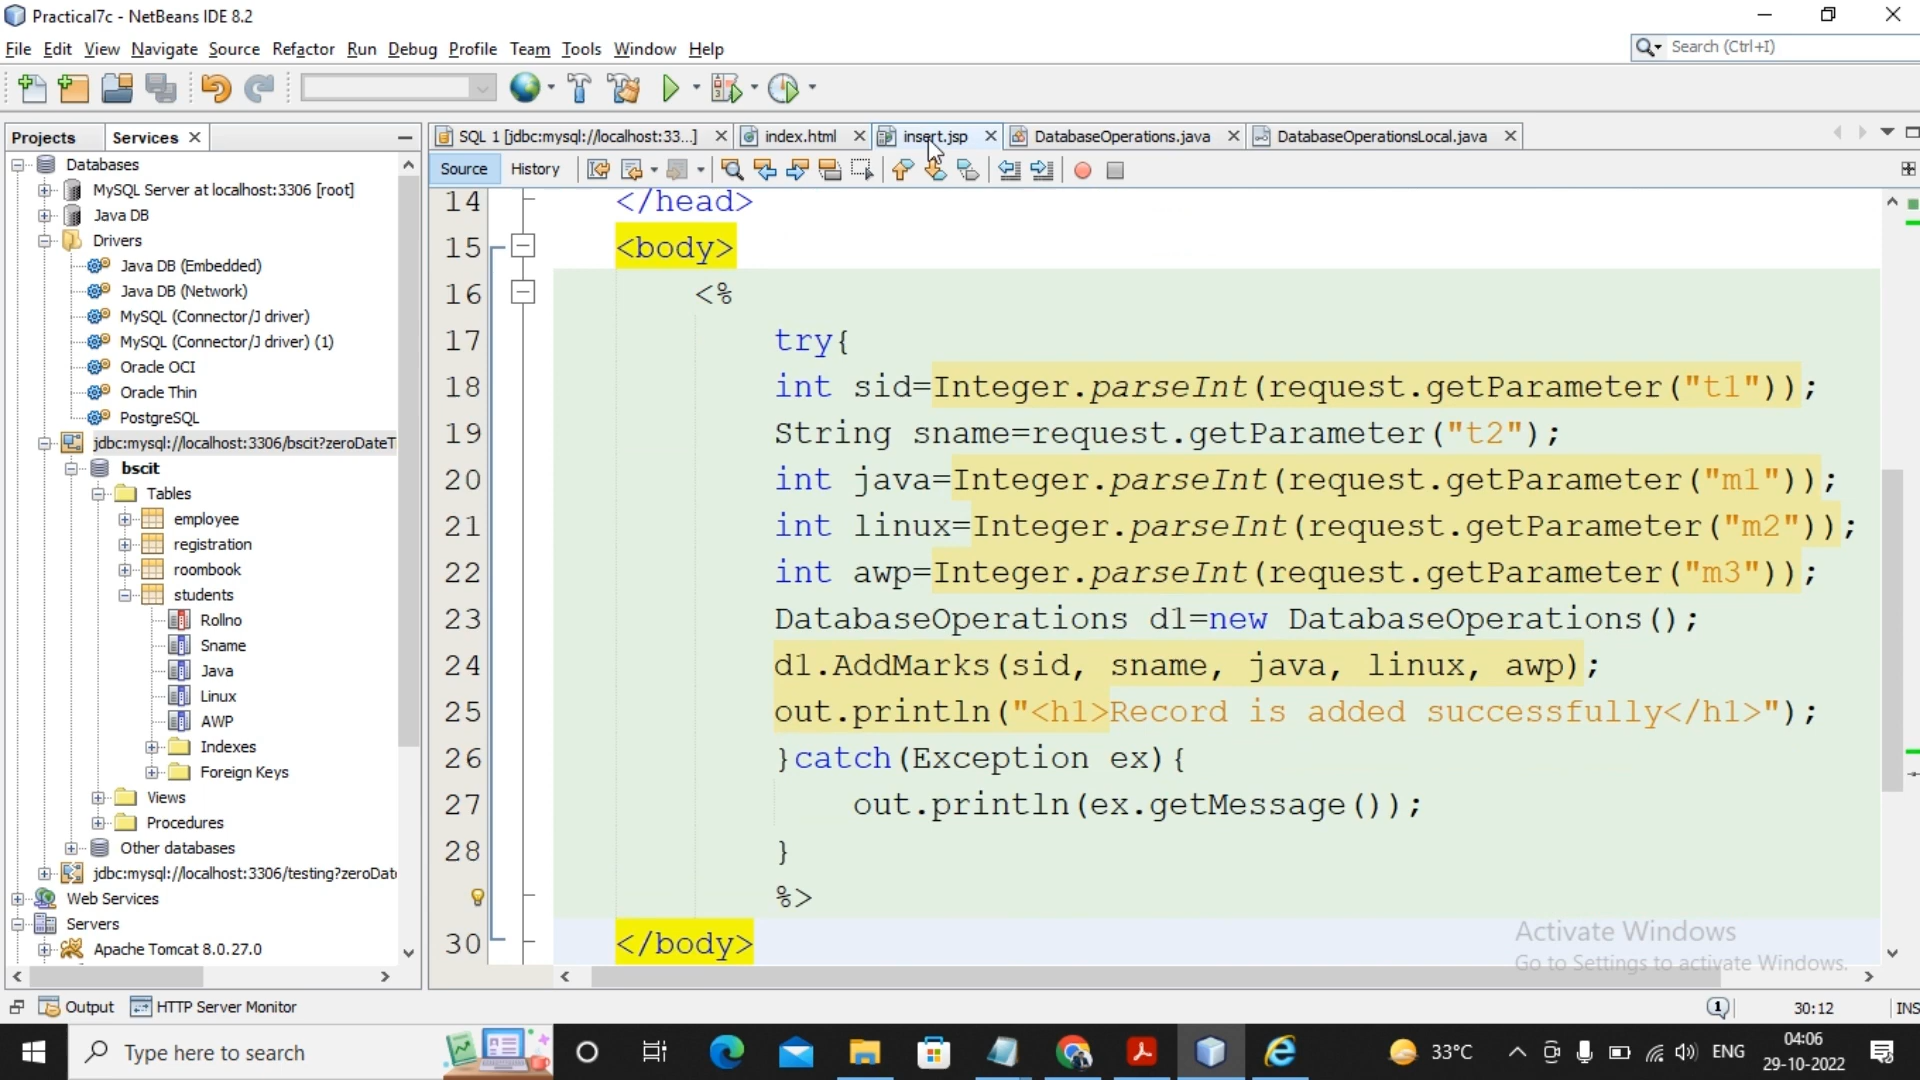 Practical7c - NetBeans IDE 8.2
File Edit View Navigate Source Refactor Run Debug Profile Team Tools Window Help
Search (Ctrl+I)
Projects Services
SQL 1 [jdbc:mysql://localhost:33...] index.html insert.jsp DatabaseOperations.java DatabaseOperationsLocal.java
Source History
Databases
MySQL Server at localhost:3306 [root]
Java DB
Drivers
Java DB (Embedded)
Java DB (Network)
MySQL (Connector/J driver)
MySQL (Connector/J driver) (1)
Oracle OCI
Oracle Thin
PostgreSQL
jdbc:mysql://localhost:3306/bscit?zeroDateT
bscit
Tables
employee
registration
roombook
students
Rollno
Sname
Java
Linux
AWP
Indexes
Foreign Keys
Views
Procedures
Other databases
jdbc:mysql://localhost:3306/testing?zeroDat
Web Services
Servers
Apache Tomcat 8.0.27.0
14 </head>
15 <body>
16 <%
17 try{
18 int sid=Integer.parseInt(request.getParameter("t1"));
19 String sname=request.getParameter("t2");
20 int java=Integer.parseInt(request.getParameter("m1"));
21 int linux=Integer.parseInt(request.getParameter("m2"));
22 int awp=Integer.parseInt(request.getParameter("m3"));
23 DatabaseOperations d1=new DatabaseOperations();
24 d1.AddMarks(sid, sname, java, linux, awp);
25 out.println("<h1>Record is added successfully</h1>");
26 }catch(Exception ex){
27 out.println(ex.getMessage());
28 }
%>
30 </body>
Activate Windows
Go to Settings to activate Windows.
Output HTTP Server Monitor
1 30:12 INS
Type here to search
33°C
ENG
04:06
29-10-2022